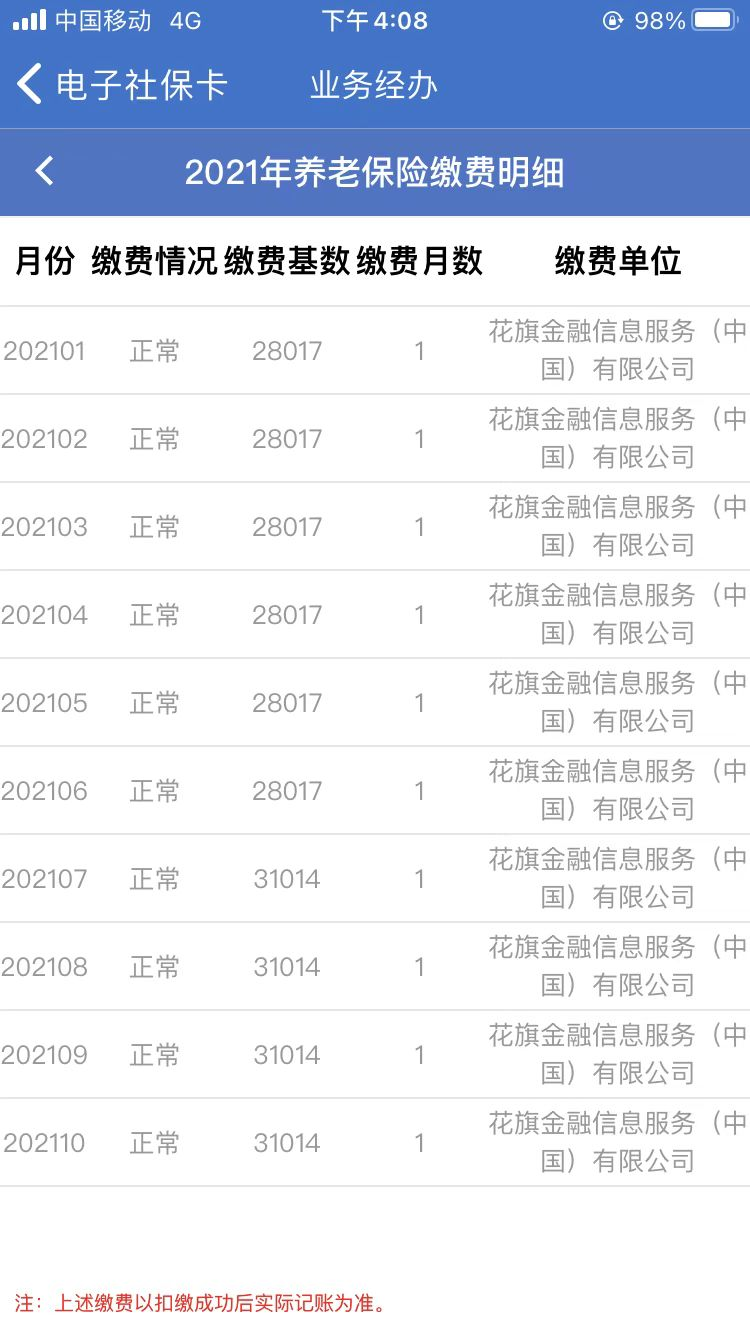 中国移动 4G 下午4:08 98%
电子社保卡 业务经办
2021年养老保险缴费明细
月份 缴费情况 缴费基数 缴费月数 缴费单位
202101 正常 28017 1 花旗金融信息服务（中
国）有限公司
202102 正常 28017 1 花旗金融信息服务（中
国）有限公司
202103 正常 28017 1 花旗金融信息服务（中
国）有限公司
202104 正常 28017 1 花旗金融信息服务（中
国）有限公司
202105 正常 28017 1 花旗金融信息服务（中
国）有限公司
202106 正常 28017 1 花旗金融信息服务（中
国）有限公司
202107 正常 31014 1 花旗金融信息服务（中
国）有限公司
202108 正常 31014 1 花旗金融信息服务（中
国）有限公司
202109 正常 31014 1 花旗金融信息服务（中
国）有限公司
202110 正常 31014 1 花旗金融信息服务（中
国）有限公司
注：上述缴费以扣缴成功后实际记账为准。